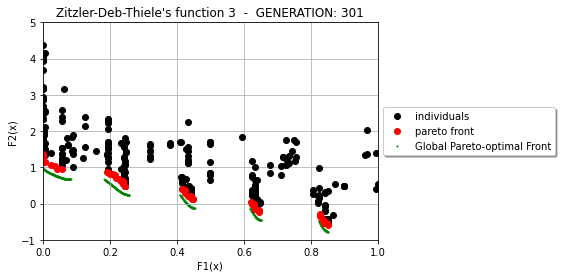 Zitzler-Deb-Thiele's function 3 - GENERATION: 301
5
4
3
2
1
0
−1
F2(x)
0.0 0.2 0.4 0.6 0.8 1.0
F1(x)
individuals
pareto front
Global Pareto-optimal Front